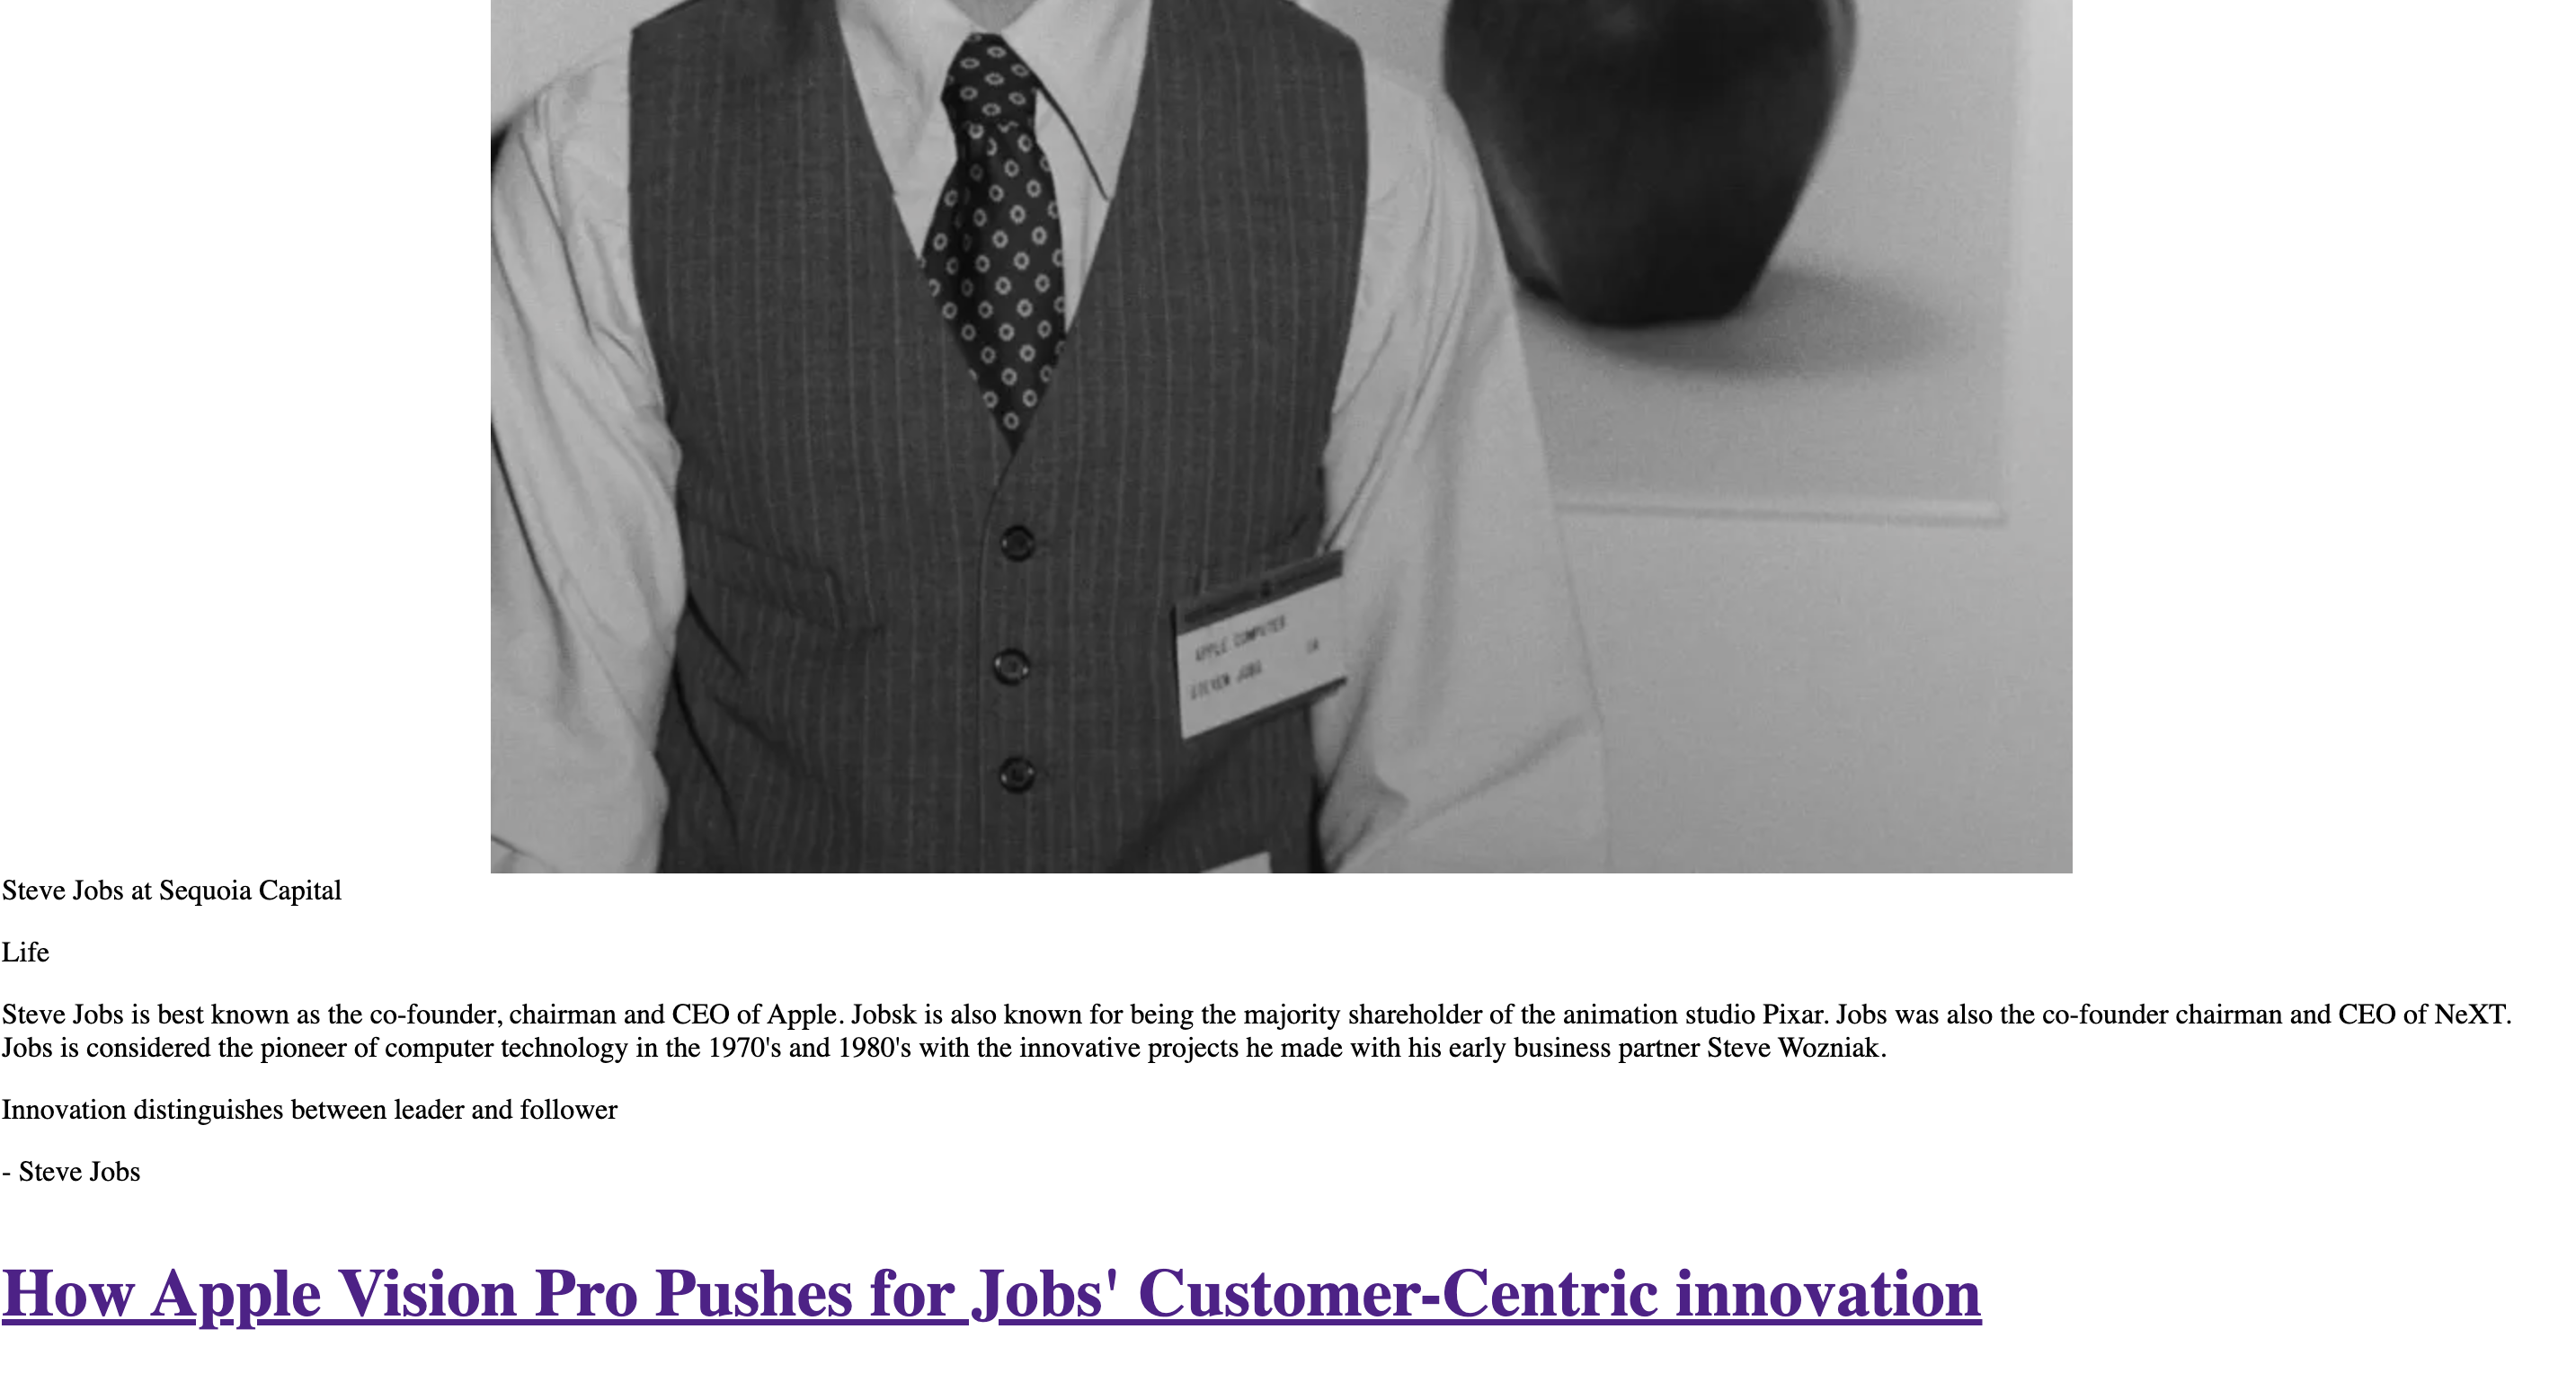 APPLE COMPUTER CA
STEVEN JOBS
Steve Jobs at Sequoia Capital
Life
Steve Jobs is best known as the co-founder, chairman and CEO of Apple. Jobsk is also known for being the majority shareholder of the animation studio Pixar. Jobs was also the co-founder chairman and CEO of NeXT.
Jobs is considered the pioneer of computer technology in the 1970's and 1980's with the innovative projects he made with his early business partner Steve Wozniak.
Innovation distinguishes between leader and follower
- Steve Jobs
How Apple Vision Pro Pushes for Jobs' Customer-Centric innovation